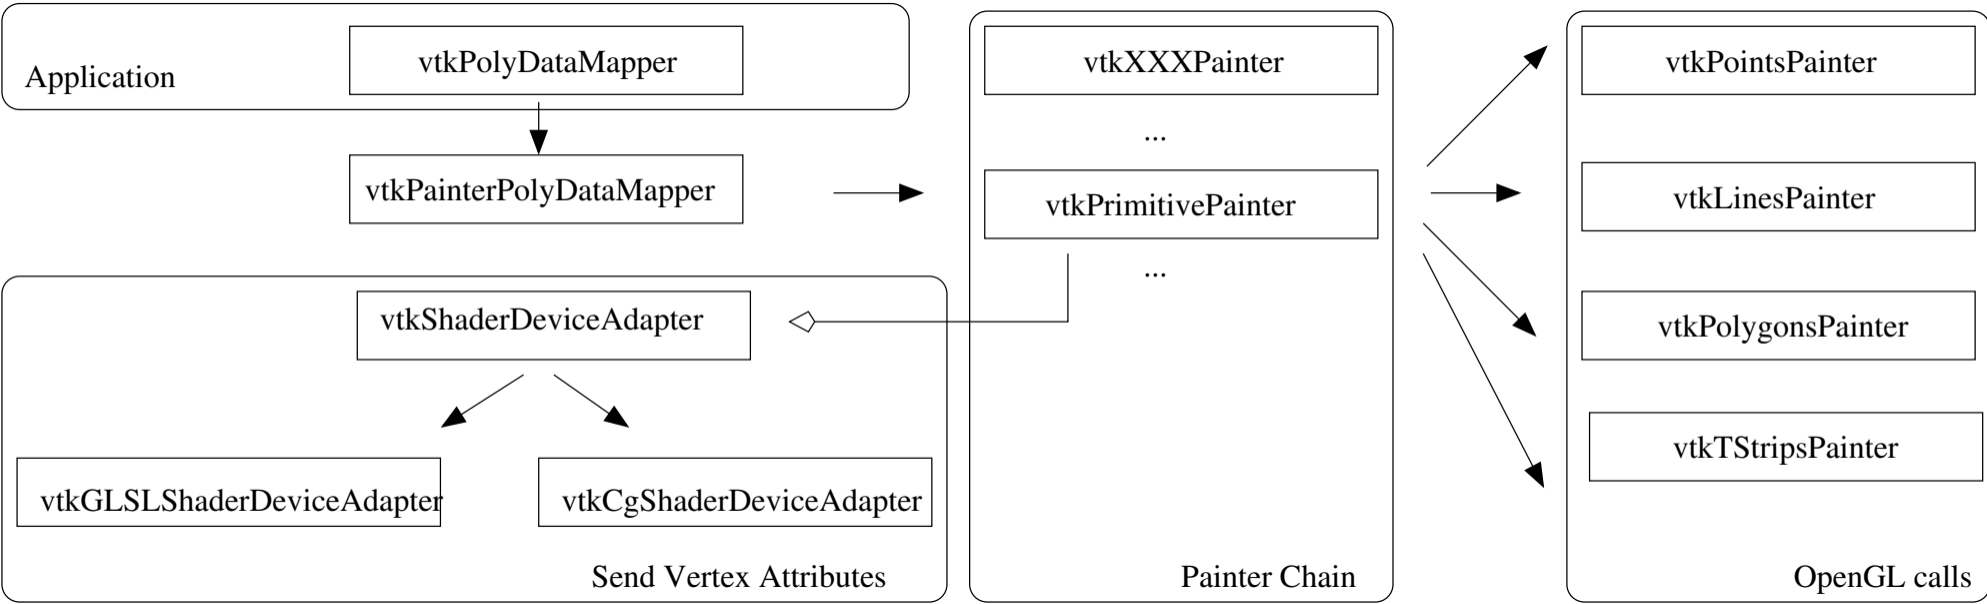 Application
vtkPolyDataMapper
vtkPainterPolyDataMapper
vtkShaderDeviceAdapter
vtkGLSLShaderDeviceAdapter
vtkCgShaderDeviceAdapter
Send Vertex Attributes
vtkXXXPainter
...
vtkPrimitivePainter
...
Painter Chain
vtkPointsPainter
vtkLinesPainter
vtkPolygonsPainter
vtkTStripsPainter
OpenGL calls